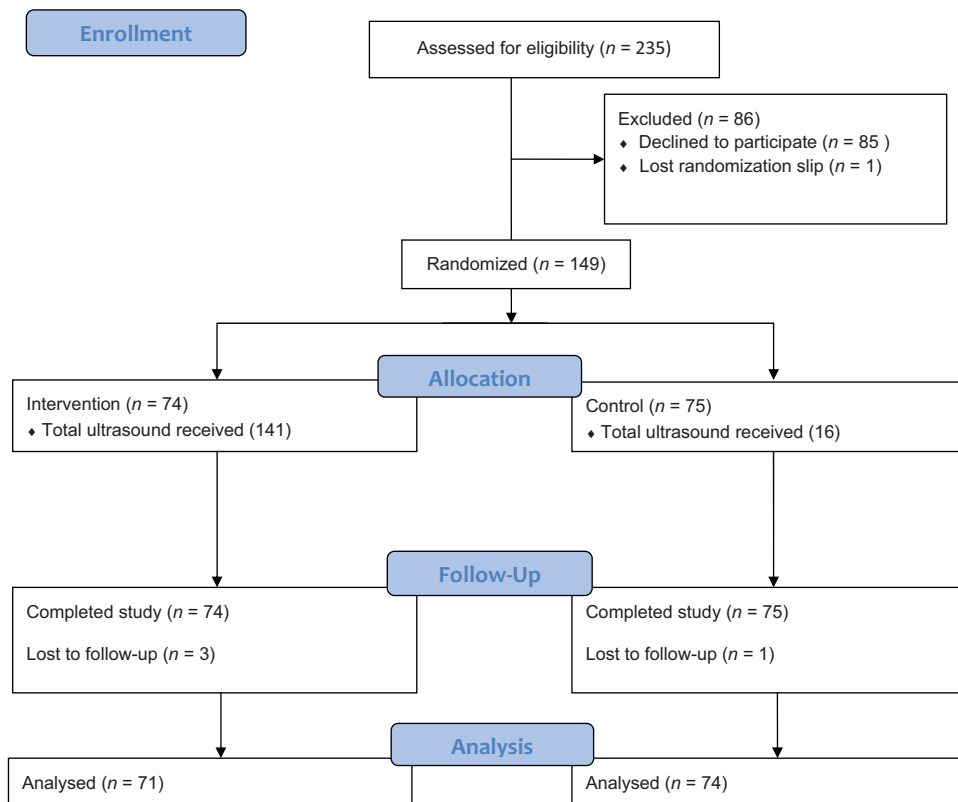 Enrollment
Assessed for eligibility (n = 235)
Excluded (n = 86)
♦ Declined to participate (n = 85 )
♦ Lost randomization slip (n = 1)
Randomized (n = 149)
Allocation
Intervention (n = 74)
♦ Total ultrasound received (141)
Control (n = 75)
♦ Total ultrasound received (16)
Follow-Up
Completed study (n = 74)
Lost to follow-up (n = 3)
Completed study (n = 75)
Lost to follow-up (n = 1)
Analysis
Analysed (n = 71)
Analysed (n = 74)